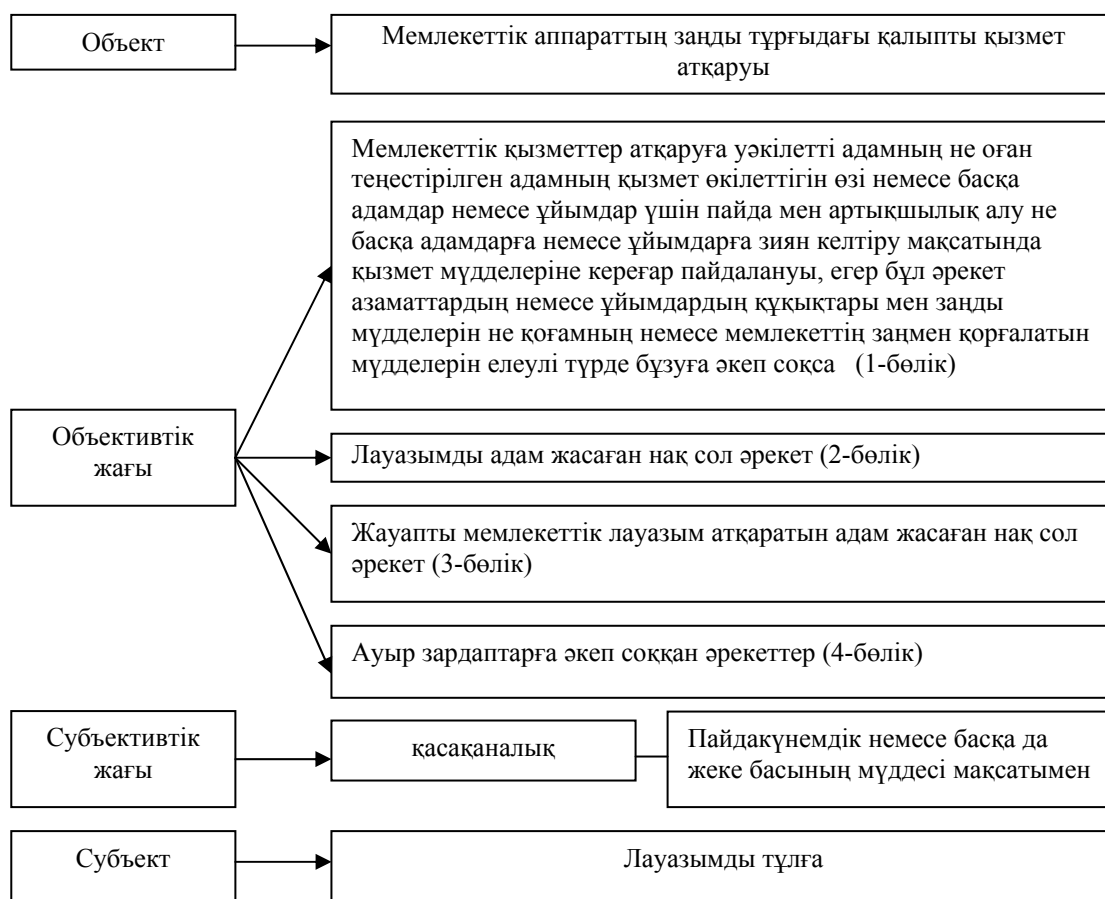 Объект
Мемлекеттік аппараттың заңды тұрғыдағы қалыпты қызмет
атқаруы
Мемлекеттік қызметтер атқаруға уәкілетті адамның не оған
теңестірілген адамның қызмет өкілеттігін өзі немесе басқа
адамдар немесе ұйымдар үшін пайда мен артықшылық алу не
басқа адамдарға немесе ұйымдарға зиян келтіру мақсатында
қызмет мүдделеріне кереғар пайдалануы, егер бұл әрекет
азаматтардың немесе ұйымдардың құқықтары мен заңды
мүдделерін не қоғамның немесе мемлекеттің заңмен қорғалатын
мүдделерін елеулі түрде бұзуға әкеп соқса (1-бөлік)
Объективтік
жағы
Лауазымды адам жасаған нақ сол әрекет (2-бөлік)
Жауапты мемлекеттік лауазым атқаратын адам жасаған нақ сол
әрекет (3-бөлік)
Ауыр зардаптарға әкеп соққан әрекеттер (4-бөлік)
Субъективтік
жағы
қасақаналық
Пайдакүнемдік немесе басқа да
жеке басының мүддесі мақсатымен
Субъект
Лауазымды тұлға